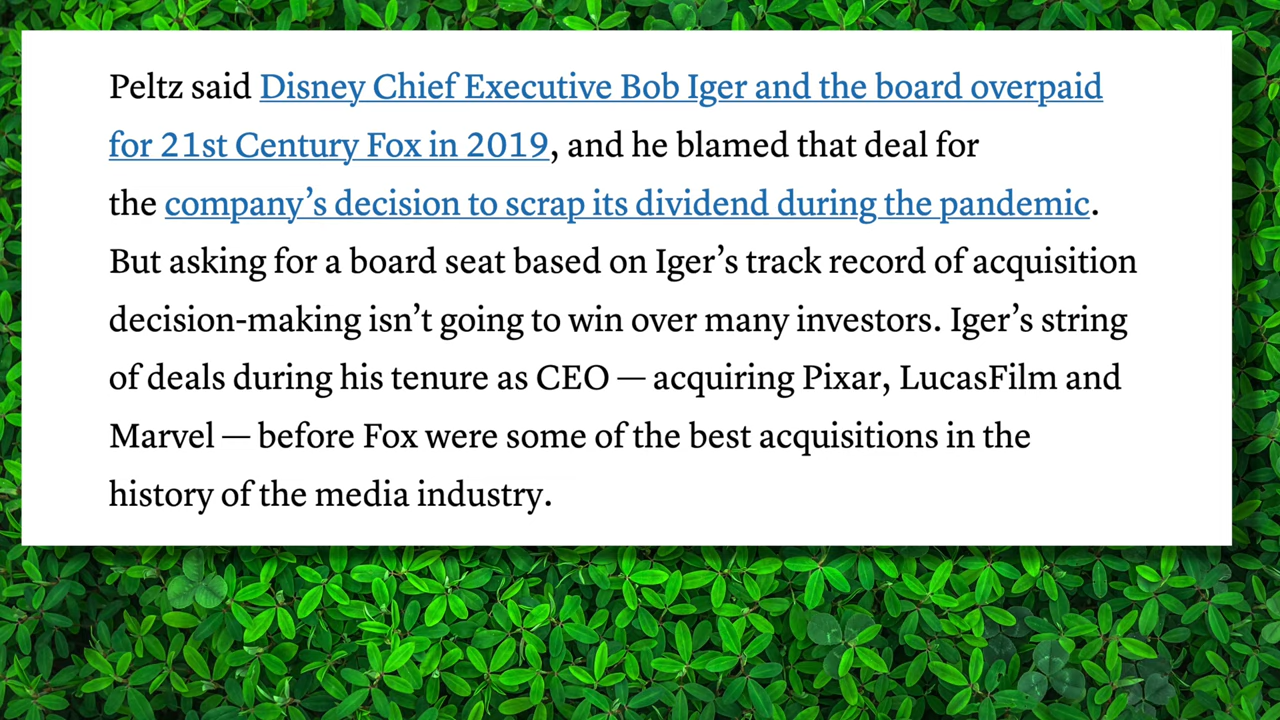 Peltz said Disney Chief Executive Bob Iger and the board overpaid
for 21st Century Fox in 2019, and he blamed that deal for
the company’s decision to scrap its dividend during the pandemic.
But asking for a board seat based on Iger’s track record of acquisition
decision-making isn’t going to win over many investors. Iger’s string
of deals during his tenure as CEO — acquiring Pixar, LucasFilm and
Marvel — before Fox were some of the best acquisitions in the
history of the media industry.